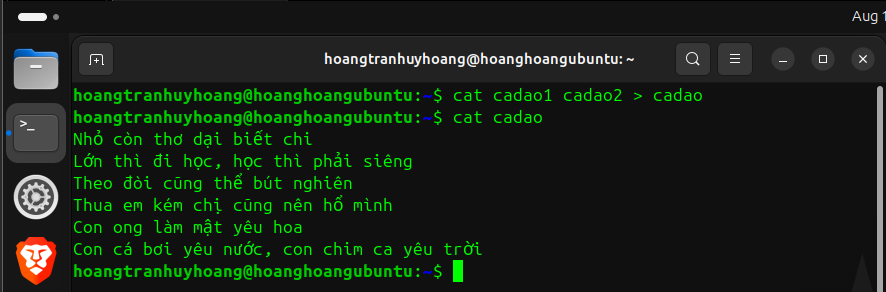 Aug 1
hoangtranhuyhoang@hoanghoangubuntu: ~
hoangtranhuyhoang@hoanghoangubuntu:~$ cat cadao1 cadao2 > cadao
hoangtranhuyhoang@hoanghoangubuntu:~$ cat cadao
Nhỏ còn thơ dại biết chi
Lớn thì đi học, học thì phải siêng
Theo đòi cũng thể bút nghiên
Thua em kém chị cũng nên hổ mình
Con ong làm mật yêu hoa
Con cá bơi yêu nước, con chim ca yêu trời
hoangtranhuyhoang@hoanghoangubuntu:~$